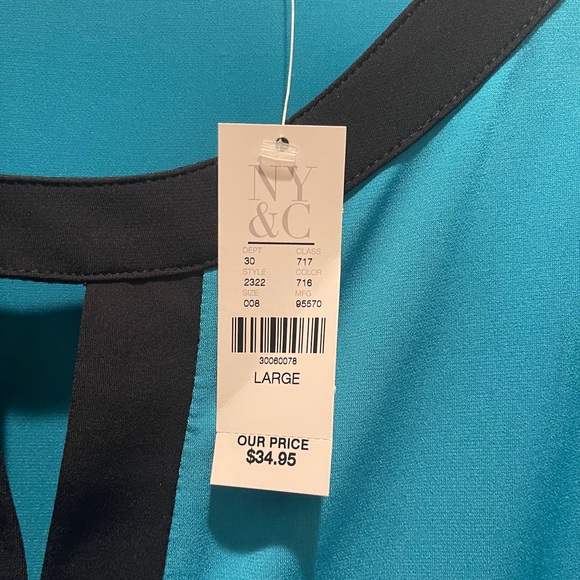 NY
&C
DEPT CLASS
30 717
STYLE COLOR
2322 716
SIZE MFG
008 95570
30060078
LARGE
OUR PRICE
$34.95